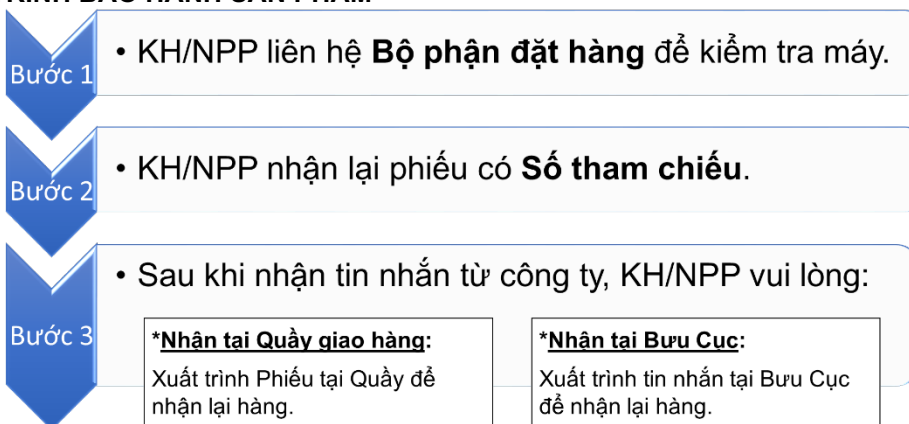 Bước 1
• KH/NPP liên hệ Bộ phận đặt hàng để kiểm tra máy.
Bước 2
• KH/NPP nhận lại phiếu có Số tham chiếu.
Bước 3
• Sau khi nhận tin nhắn từ công ty, KH/NPP vui lòng:
*Nhận tại Quầy giao hàng:
Xuất trình Phiếu tại Quầy để
nhận lại hàng.
*Nhận tại Bưu Cục:
Xuất trình tin nhắn tại Bưu Cục
để nhận lại hàng.